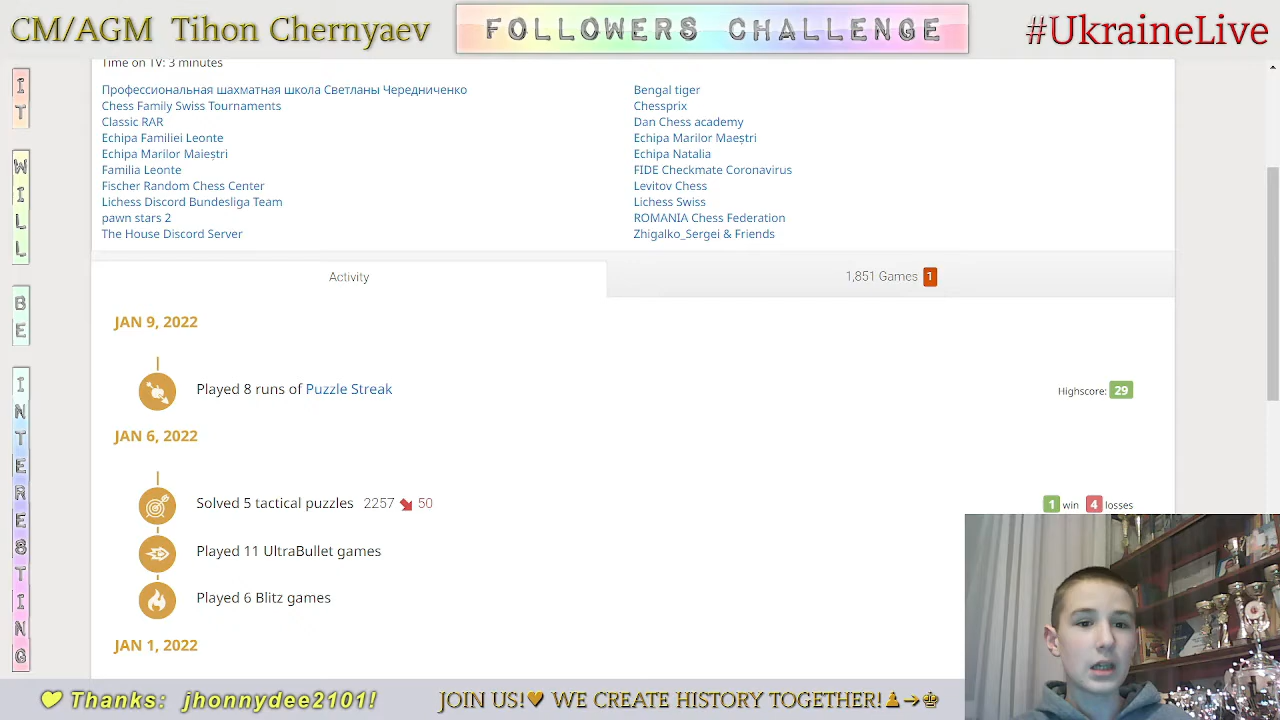 CM/AGM Tihon Chernyaev
FOLLOWERS CHALLENGE
#UkraineLive
IT
WILL
BE
INTERESTING
Time on TV: 3 minutes
Профессиональная шахматная школа Светланы Чередниченко
Chess Family Swiss Tournaments
Classic RAR
Echipa Familiei Leonte
Echipa Marilor Maieștri
Familia Leonte
Fischer Random Chess Center
Lichess Discord Bundesliga Team
pawn stars 2
The House Discord Server
Bengal tiger
Chessprix
Dan Chess academy
Echipa Marilor Maeștri
Echipa Natalia
FIDE Checkmate Coronavirus
Levitov Chess
Lichess Swiss
ROMANIA Chess Federation
Zhigalko_Sergei & Friends
Activity
1,851 Games 1
JAN 9, 2022
Played 8 runs of Puzzle Streak
Highscore: 29
JAN 6, 2022
Solved 5 tactical puzzles 2257 50
1 win 4 losses
Played 11 UltraBullet games
Played 6 Blitz games
JAN 1, 2022
Thanks: jhonnydee2101!
JOIN US!♥ WE CREATE HISTORY TOGETHER!♟➔♚